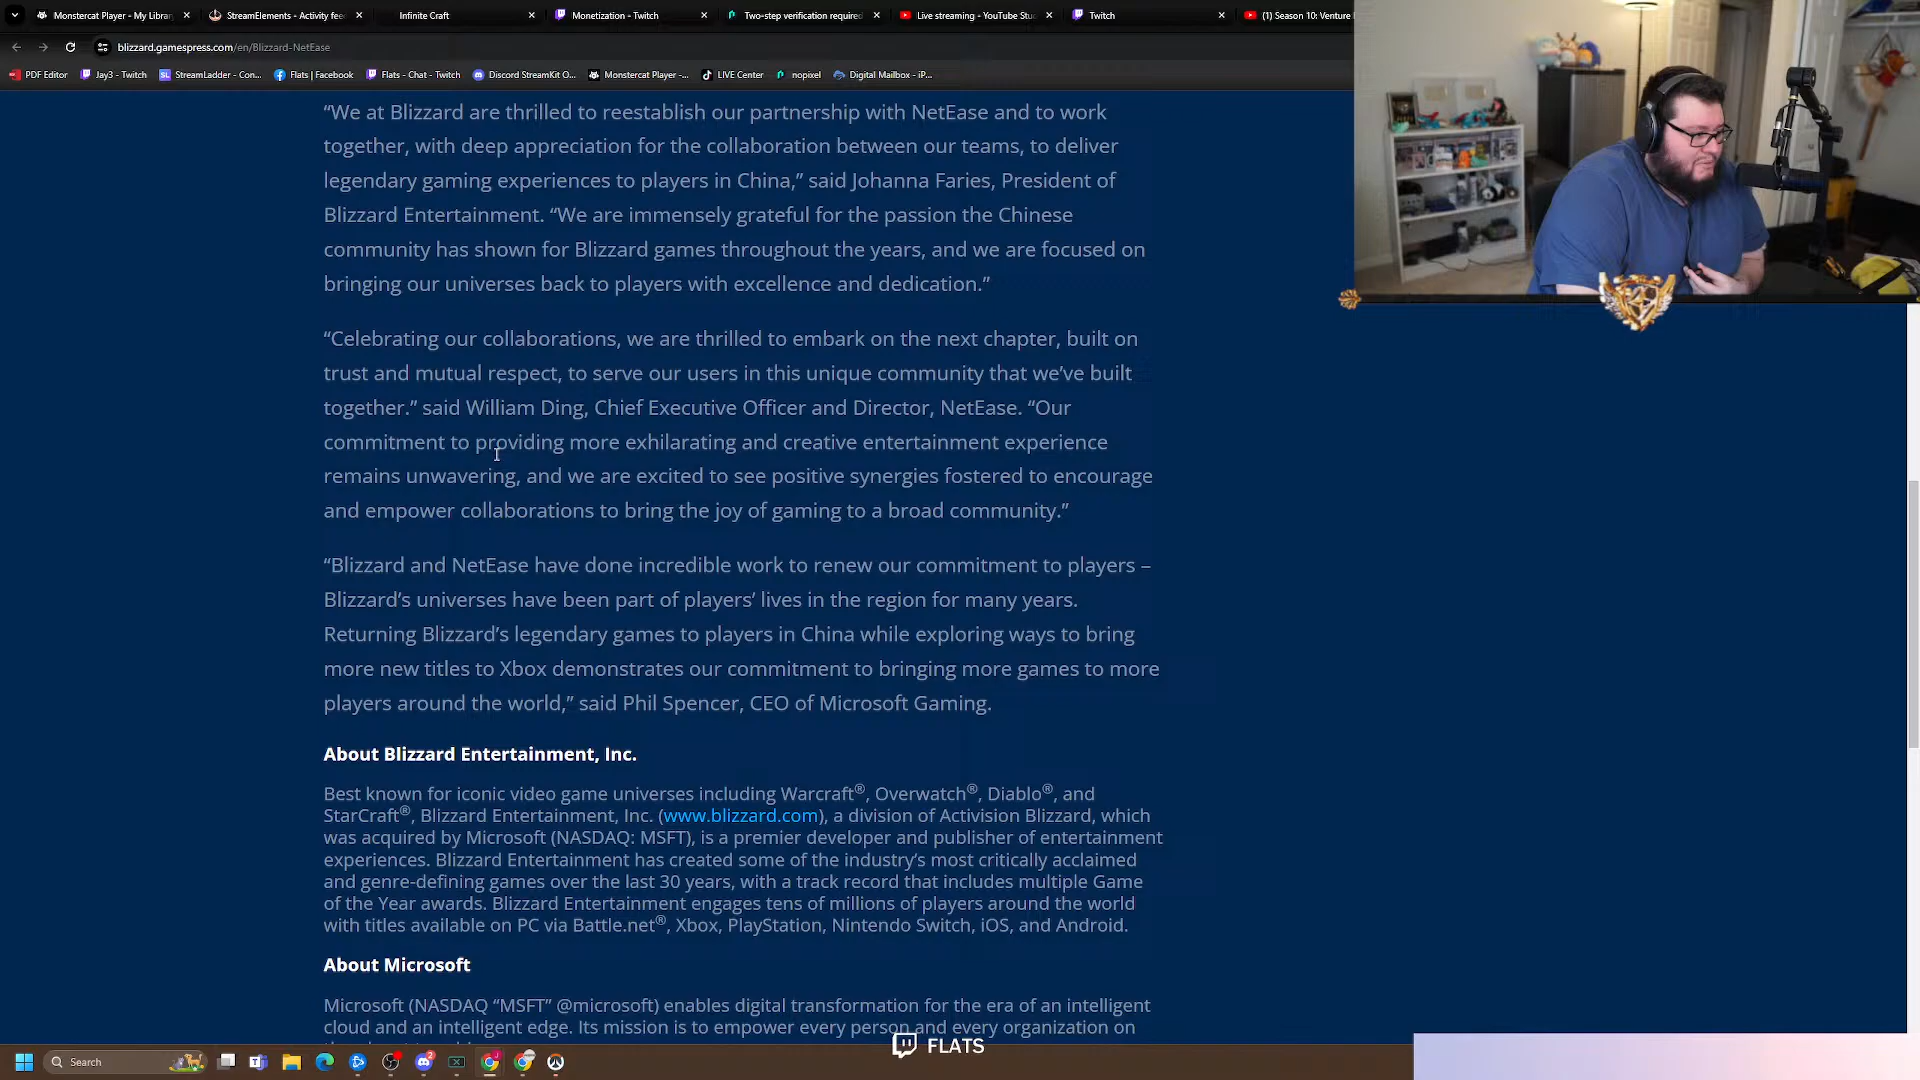 Monstercat Player - My Library
StreamElements - Activity fee
Infinite Craft
Monetization - Twitch
Two-step verification required
Live streaming - YouTube Stu
Twitch
(1) Season 10: Venture
blizzard.gamespress.com/en/Blizzard-NetEase
PDF Editor
Jay3 - Twitch
StreamLadder - Con...
Flats | Facebook
Flats - Chat - Twitch
Discord StreamKit O...
Monstercat Player -...
LIVE Center
nopixel
Digital Mailbox - iP...
“We at Blizzard are thrilled to reestablish our partnership with NetEase and to work
together, with deep appreciation for the collaboration between our teams, to deliver
legendary gaming experiences to players in China,” said Johanna Faries, President of
Blizzard Entertainment. “We are immensely grateful for the passion the Chinese
community has shown for Blizzard games throughout the years, and we are focused on
bringing our universes back to players with excellence and dedication.”
“Celebrating our collaborations, we are thrilled to embark on the next chapter, built on
trust and mutual respect, to serve our users in this unique community that we’ve built
together.” said William Ding, Chief Executive Officer and Director, NetEase. “Our
commitment to providing more exhilarating and creative entertainment experience
remains unwavering, and we are excited to see positive synergies fostered to encourage
and empower collaborations to bring the joy of gaming to a broad community.”
“Blizzard and NetEase have done incredible work to renew our commitment to players –
Blizzard’s universes have been part of players’ lives in the region for many years.
Returning Blizzard’s legendary games to players in China while exploring ways to bring
more new titles to Xbox demonstrates our commitment to bringing more games to more
players around the world,” said Phil Spencer, CEO of Microsoft Gaming.
About Blizzard Entertainment, Inc.
Best known for iconic video game universes including Warcraft®, Overwatch®, Diablo®, and
StarCraft®, Blizzard Entertainment, Inc. (www.blizzard.com), a division of Activision Blizzard, which
was acquired by Microsoft (NASDAQ: MSFT), is a premier developer and publisher of entertainment
experiences. Blizzard Entertainment has created some of the industry’s most critically acclaimed
and genre-defining games over the last 30 years, with a track record that includes multiple Game
of the Year awards. Blizzard Entertainment engages tens of millions of players around the world
with titles available on PC via Battle.net®, Xbox, PlayStation, Nintendo Switch, iOS, and Android.
About Microsoft
Microsoft (NASDAQ “MSFT” @microsoft) enables digital transformation for the era of an intelligent
cloud and an intelligent edge. Its mission is to empower every person and every organization on
FLATS
Search